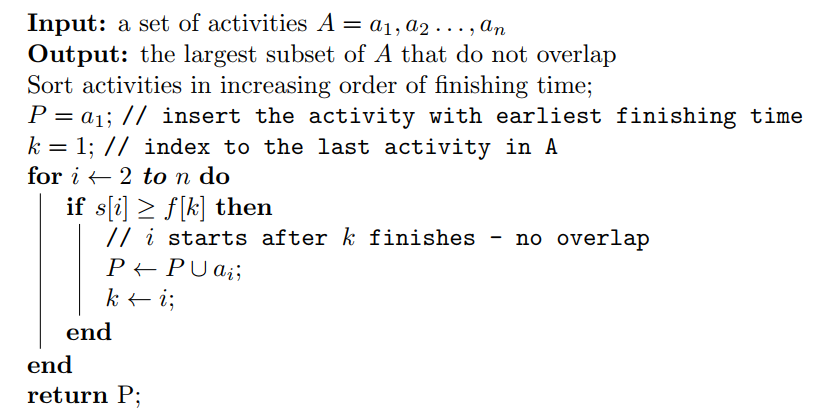 Input: a set of activities A = a₁, a₂ . . . , aₙ
Output: the largest subset of A that do not overlap
Sort activities in increasing order of finishing time;
P = a₁; // insert the activity with earliest finishing time
k = 1; // index to the last activity in A
for i ← 2 to n do
if s[i] ≥ f[k] then
// i starts after k finishes - no overlap
P ← P ∪ aᵢ;
k ← i;
end
end
return P;